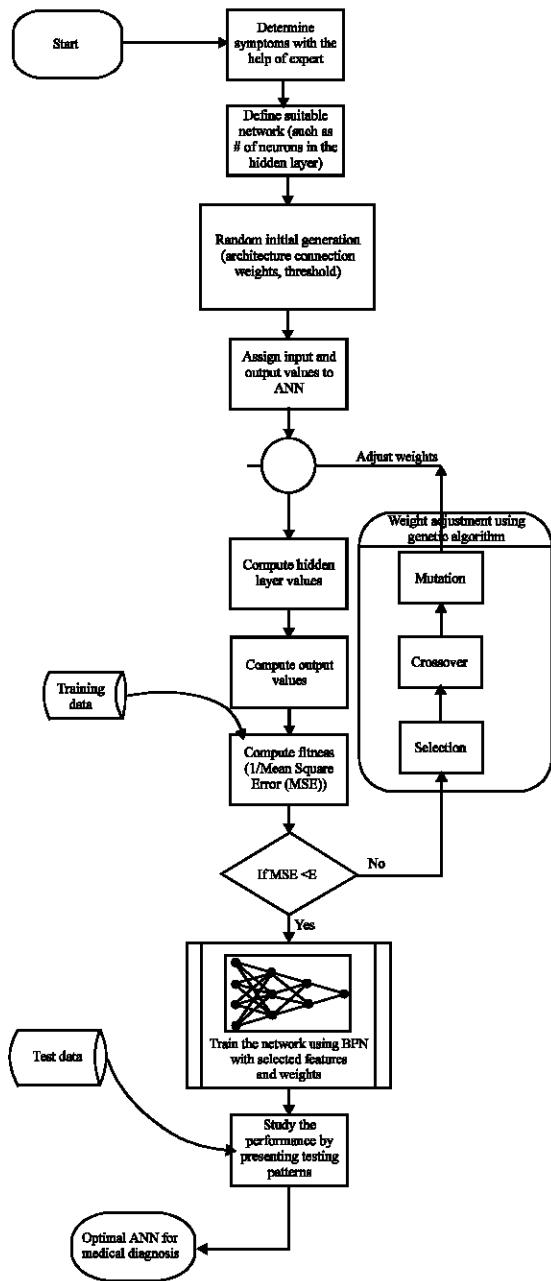 Start
Determine
symptoms with the
help of expert
Define suitable
network (such as
# of neurons in the
hidden layer)
Random initial generation
(architecture connection
weights, threshold)
Assign input and
output values to
ANN
Adjust weights
Weight adjustment using
genetic algorithm
Mutation
Crossover
Selection
Compute hidden
layer values
Compute output
values
Training
data
Compute fitness
(1/Mean Square
Error (MSE))
If MSE <E
No
Yes
Train the network using BPN
with selected features
and weights
Test data
Study the
performance by
presenting testing
patterns
Optimal ANN for
medical diagnosis